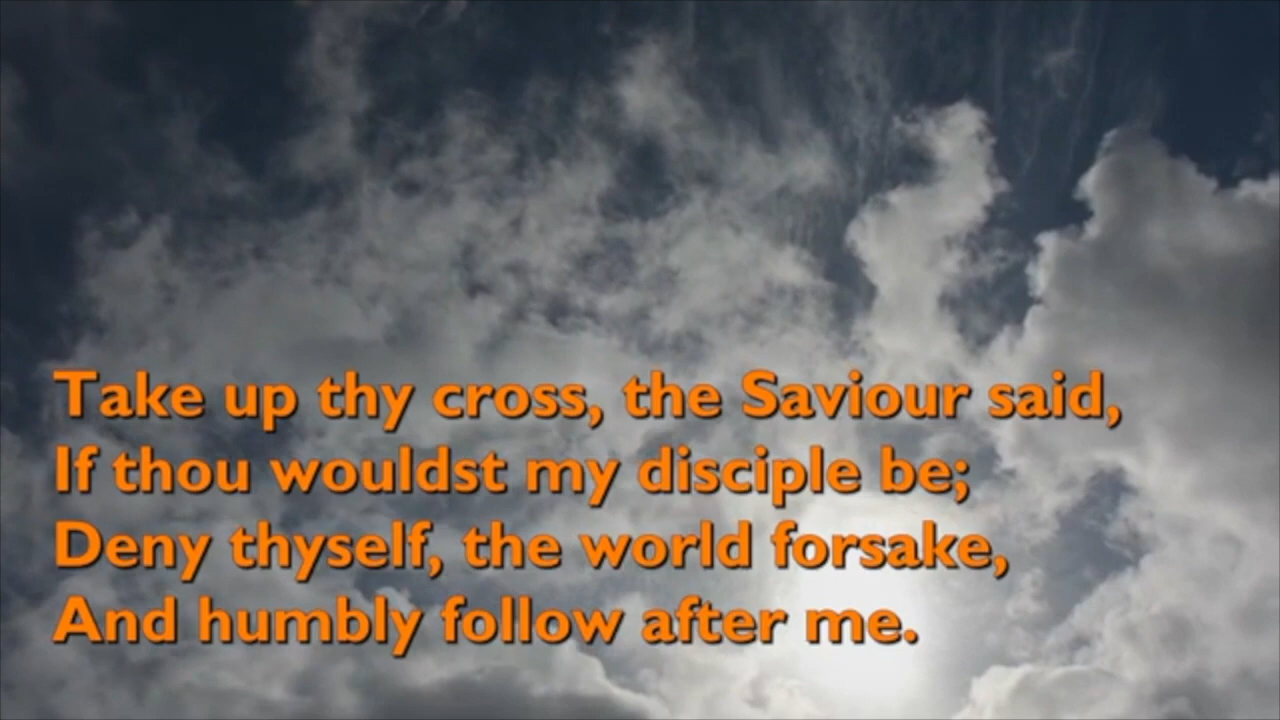 Take up thy cross, the Saviour said,
If thou wouldst my disciple be;
Deny thyself, the world forsake,
And humbly follow after me.